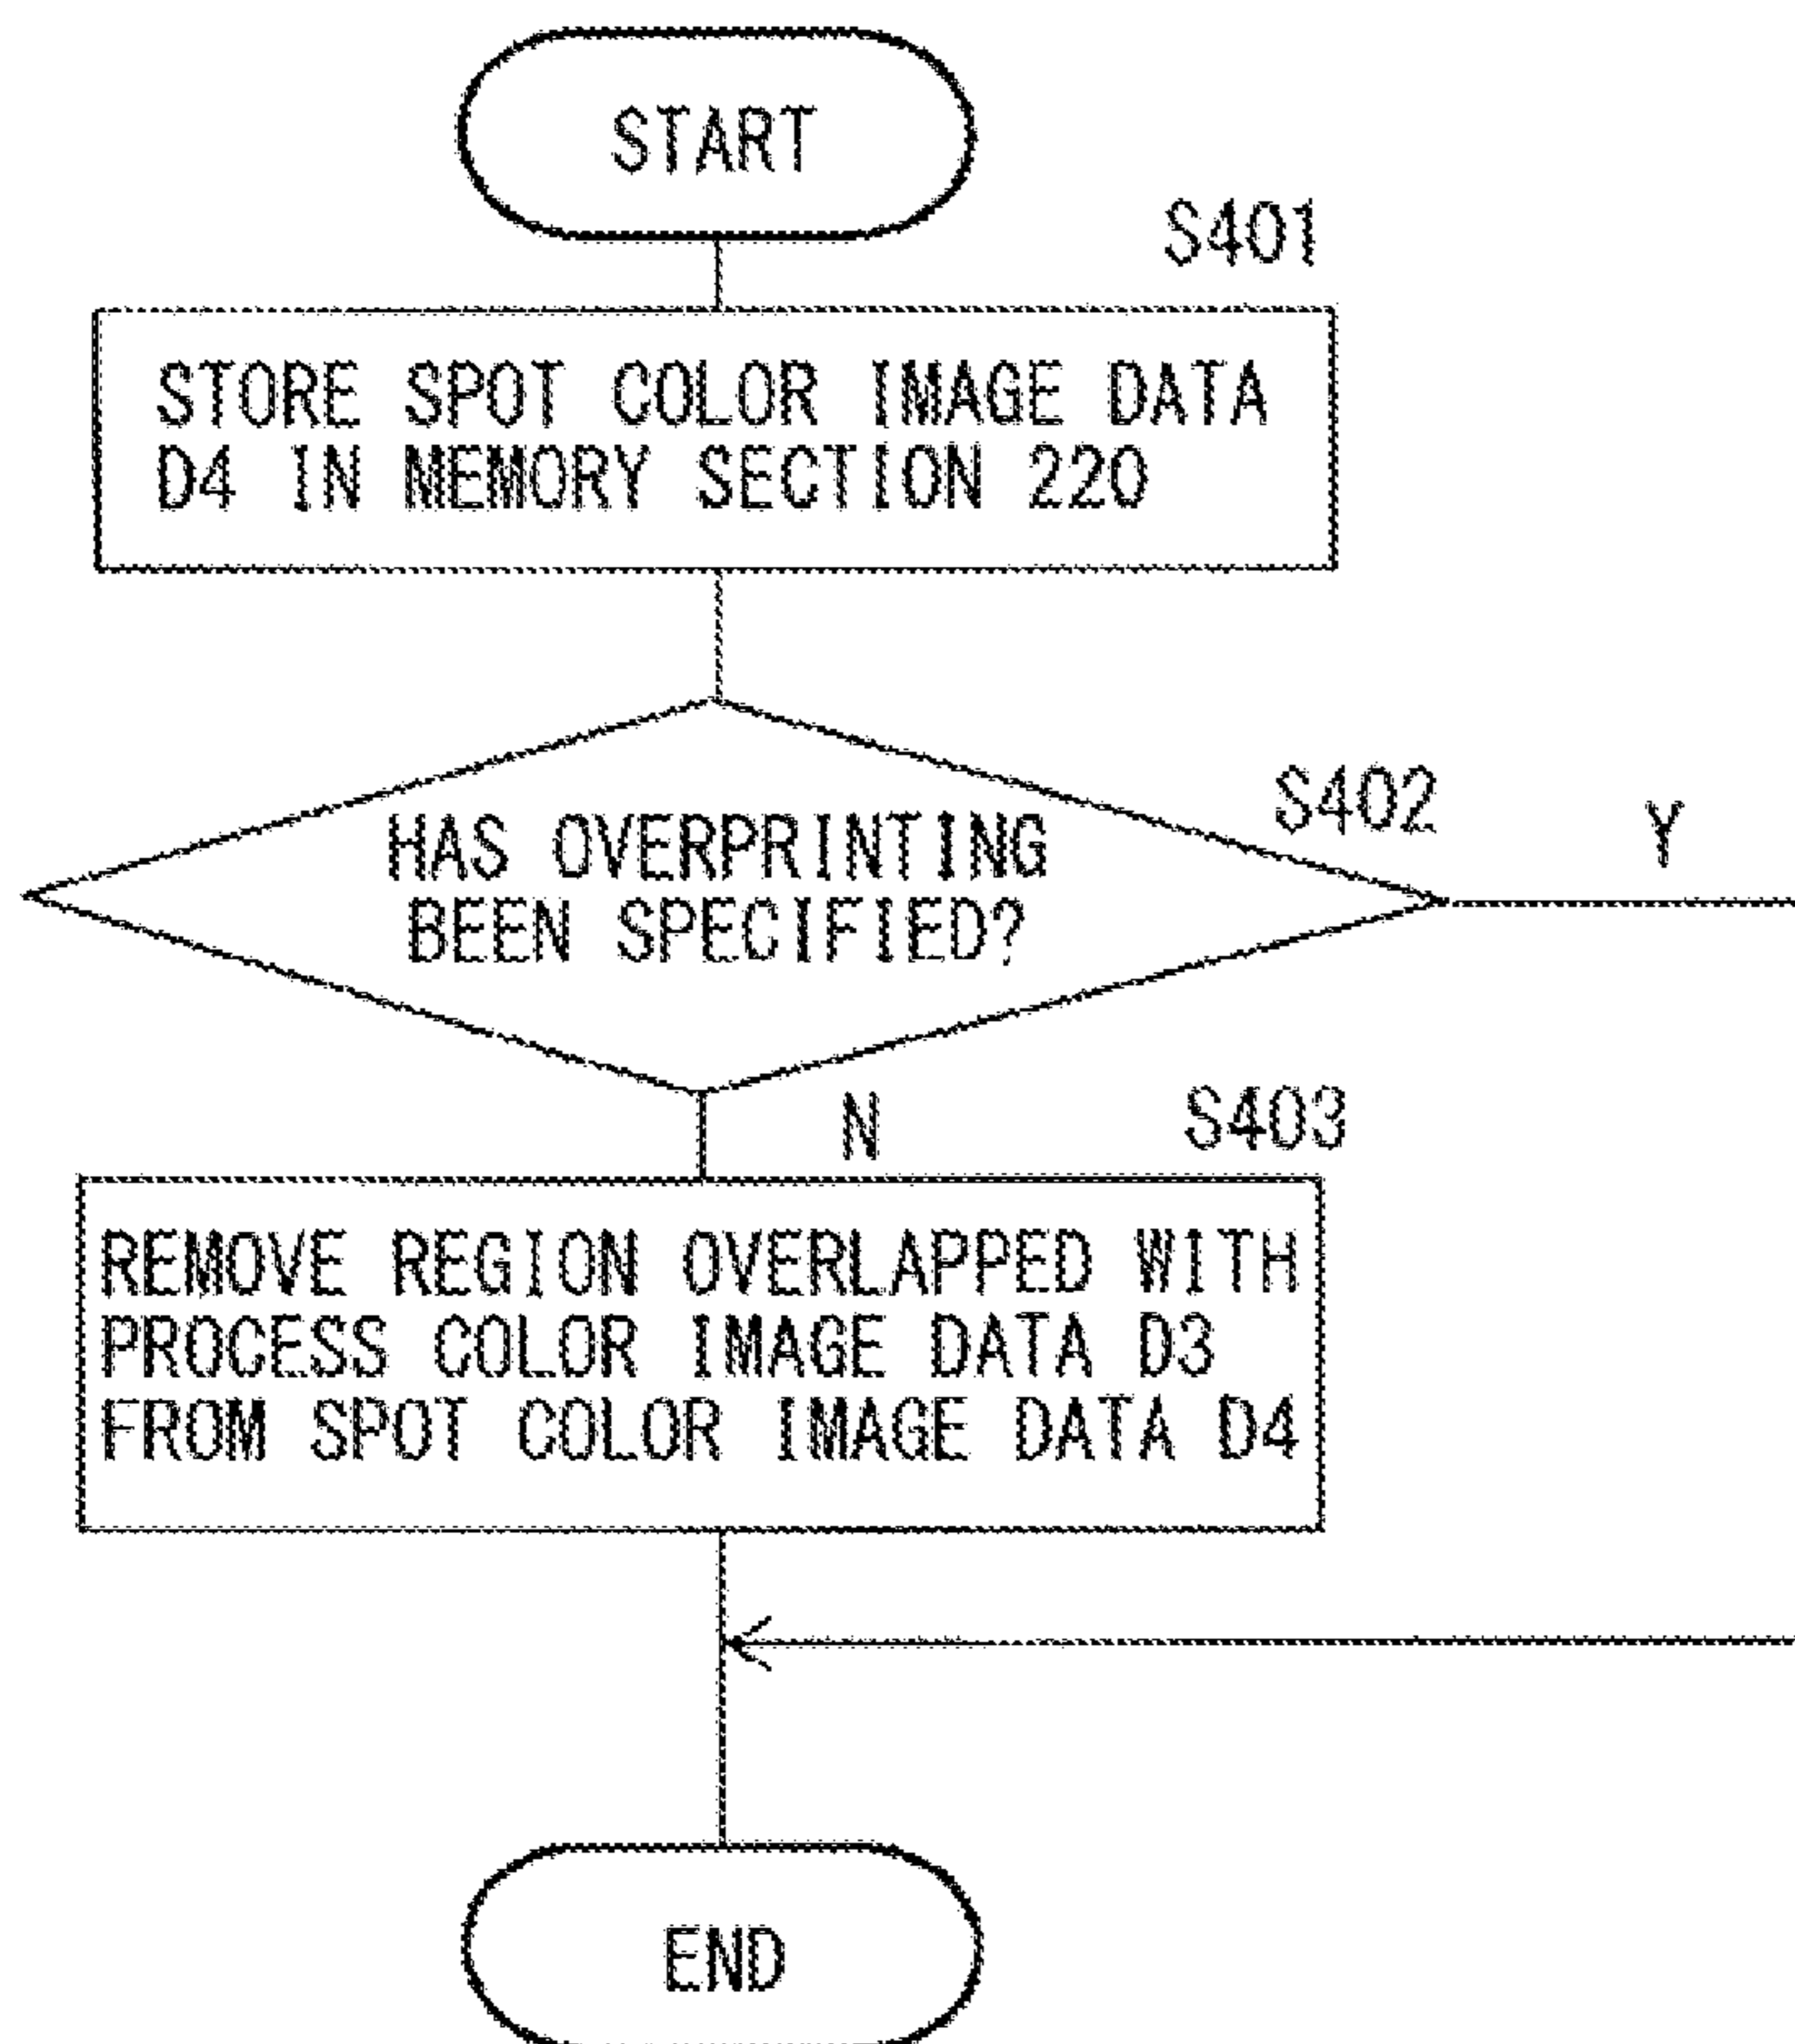 START
S401
STORE SPOT COLOR IMAGE DATA
D4 IN MEMORY SECTION 220
S402
Y
HAS OVERPRINTING
BEEN SPECIFIED?
N
S403
REMOVE REGION OVERLAPPED WITH
PROCESS COLOR IMAGE DATA D3
FROM SPOT COLOR IMAGE DATA D4
END